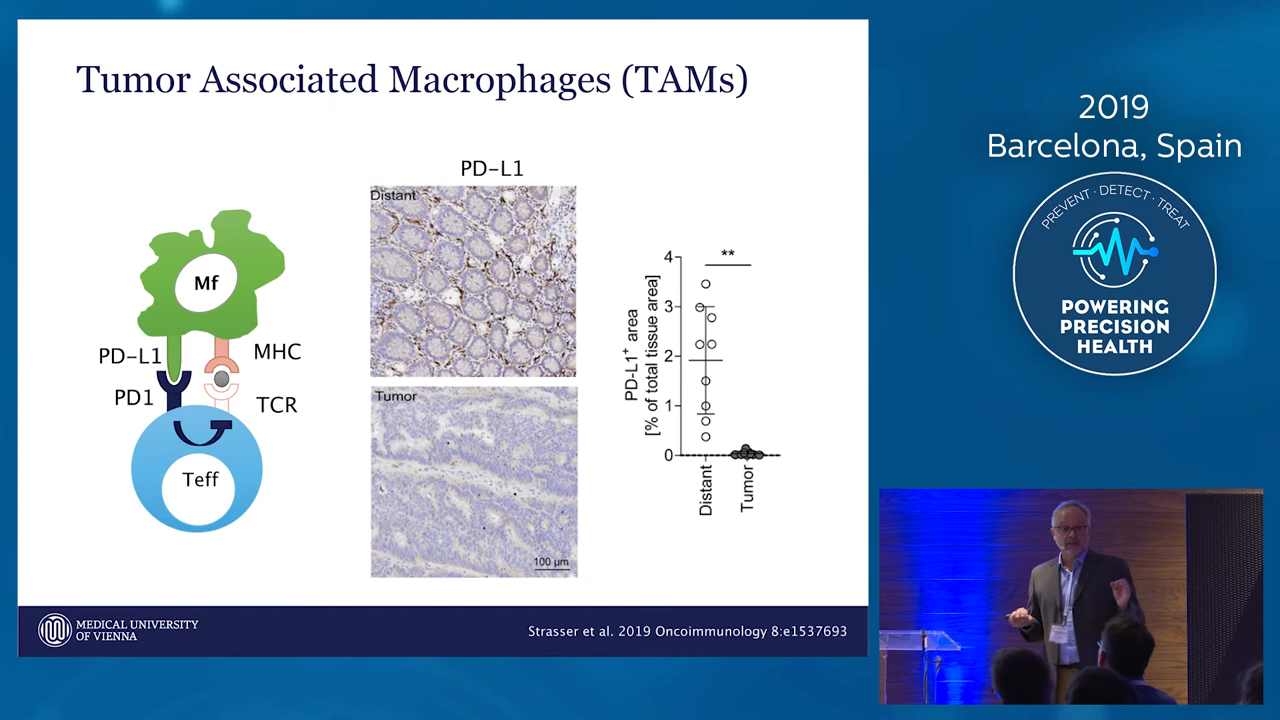 Tumor Associated Macrophages (TAMs)
PD-L1
Distant
Tumor
100 µm
Mf
PD-L1
MHC
PD1
TCR
Teff
**
4
3
2
1
0
PD-L1⁺ area
[% of total tissue area]
Distant
Tumor
MEDICAL UNIVERSITY
OF VIENNA
Strasser et al. 2019 Oncoimmunology 8:e1537693
2019
Barcelona, Spain
PREVENT · DETECT · TREAT
POWERING
PRECISION
HEALTH